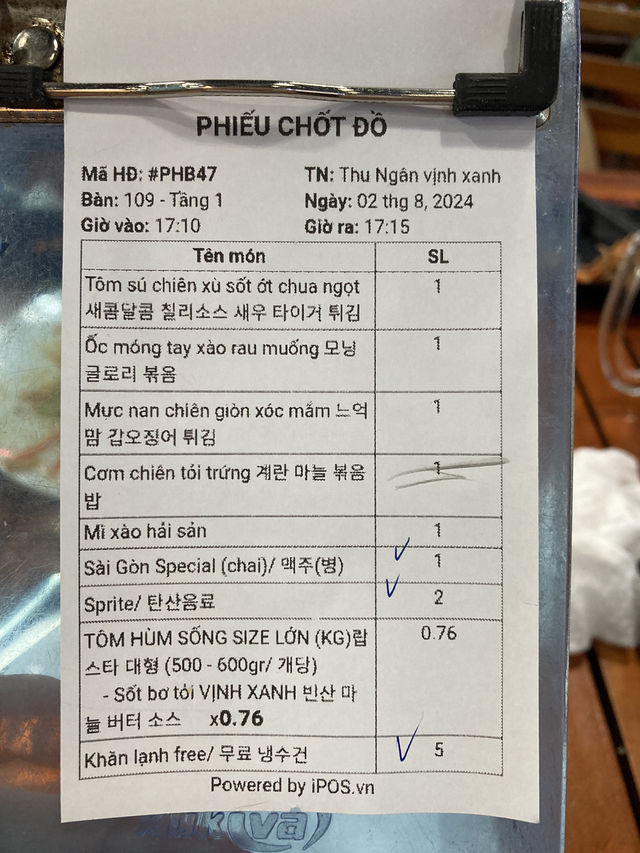 PHIẾU CHỐT ĐỒ
Mã HĐ: #PHB47 TN: Thu Ngân vịnh xanh
Bàn: 109 - Tầng 1 Ngày: 02 thg 8, 2024
Giờ vào: 17:10 Giờ ra: 17:15
Tên món SL
Tôm sú chiên xù sốt ớt chua ngọt 1
새콤달콤 칠리소스 새우 타이거 튀김
Ốc móng tay xào rau muống 모닝 1
글로리 볶음
Mực nan chiên giòn xóc mắm 느억 1
맘 갑오징어 튀김
Cơm chiên tỏi trứng 계란 마늘 볶음 1
밥
Mì xào hải sản 1
Sài Gòn Special (chai)/ 맥주(병) 1
Sprite/ 탄산음료 2
TÔM HÙM SỐNG SIZE LỚN (KG)랍 0.76
스타 대형 (500 - 600gr/ 개당)
- Sốt bơ tỏi VỊNH XANH 빈산 마
늘 버터 소스 x0.76
Khăn lạnh free/ 무료 냉수건 5
Powered by iPOS.vn